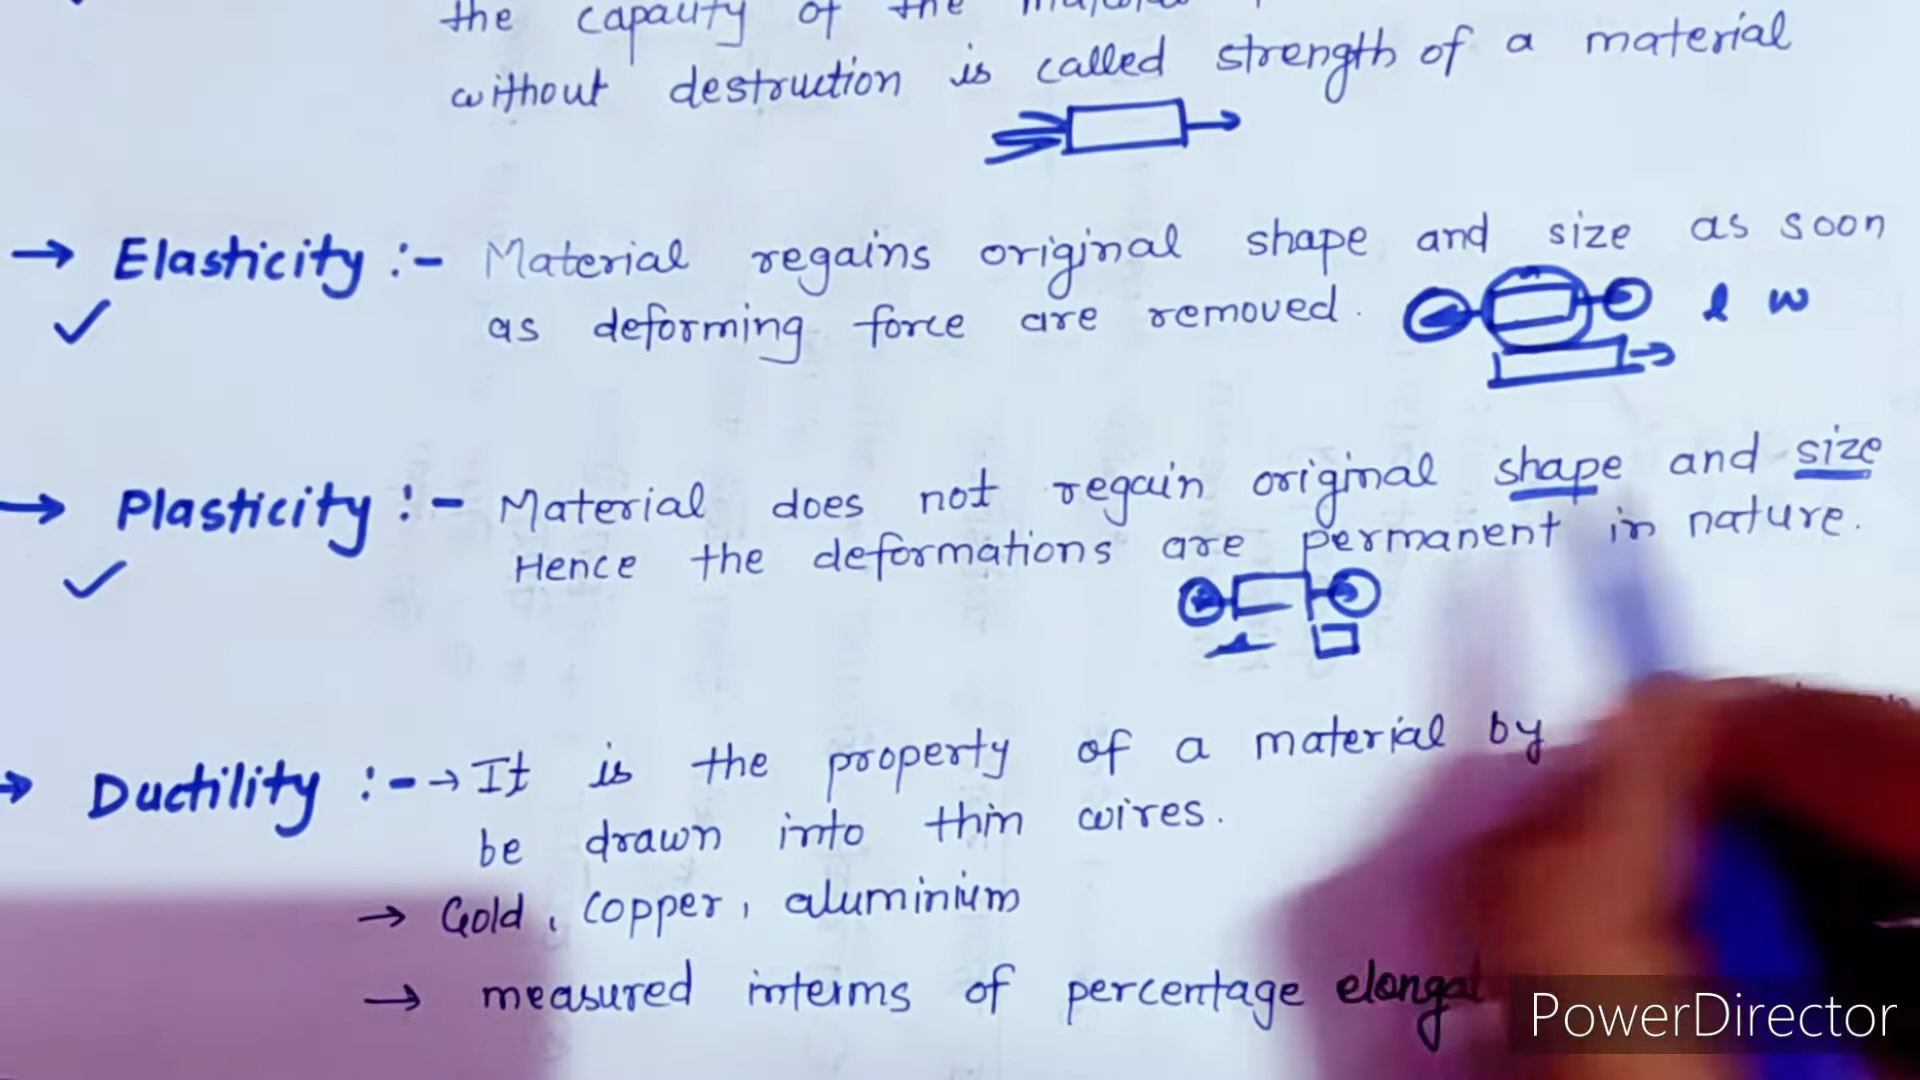 the capacity of the
without destruction is called strength of a material
→ Elasticity :- Material regains original shape and size as soon
as deforming force are removed. l w
→ Plasticity :- Material does not regain original shape and size
Hence the deformations are permanent in nature.
→ Ductility :- → It is the property of a material by
be drawn into thin wires.
→ Gold, Copper, aluminium
→ measured interms of percentage elongat
PowerDirector